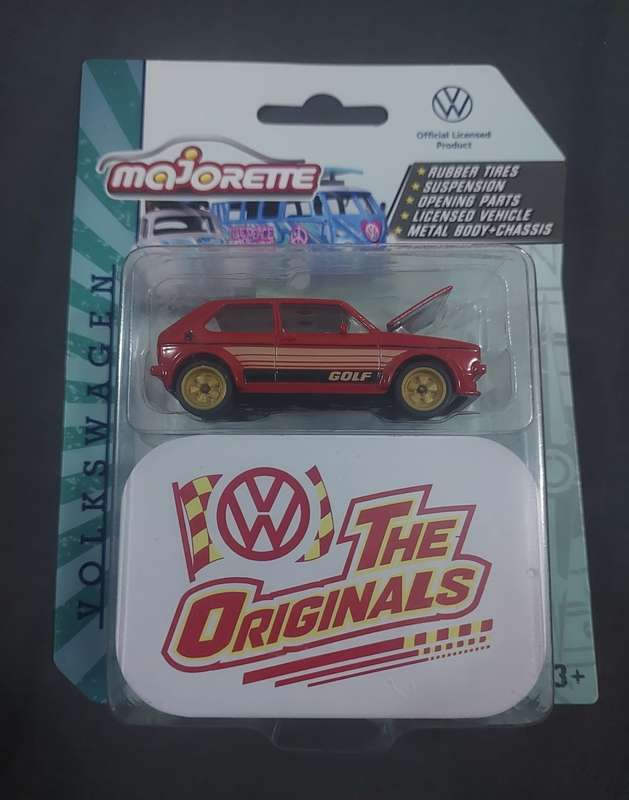 majorette
Official Licensed
Product
RUBBER TIRES
SUSPENSION
OPENING PARTS
LICENSED VEHICLE
METAL BODY+CHASSIS
VOLKSWAGEN
GOLF
THE
ORIGINALS
3+